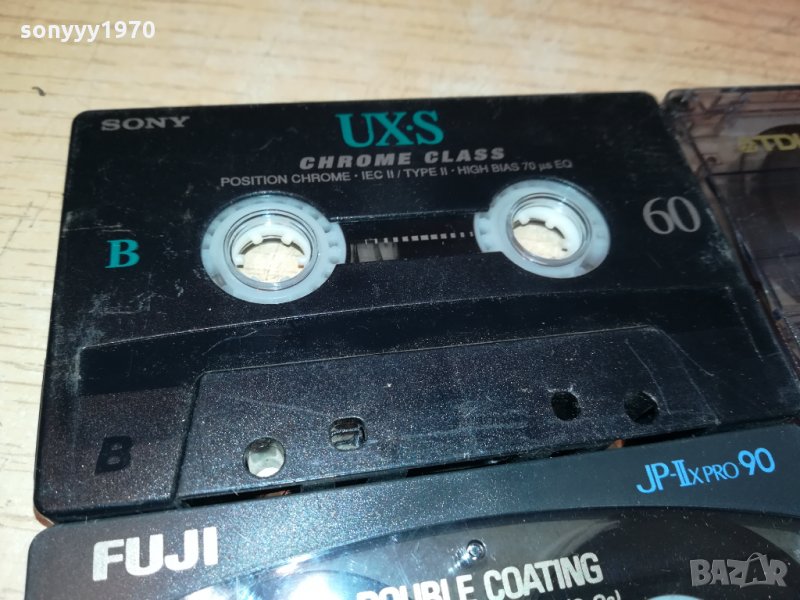 sonyyy1970
SONY
UX·S
CHROME CLASS
POSITION CHROME · IEC II / TYPE II · HIGH BIAS 70 µs EQ
B
60
TDK
B
JP-IIx PRO 90
FUJI
DOUBLE COATING
BAZAR